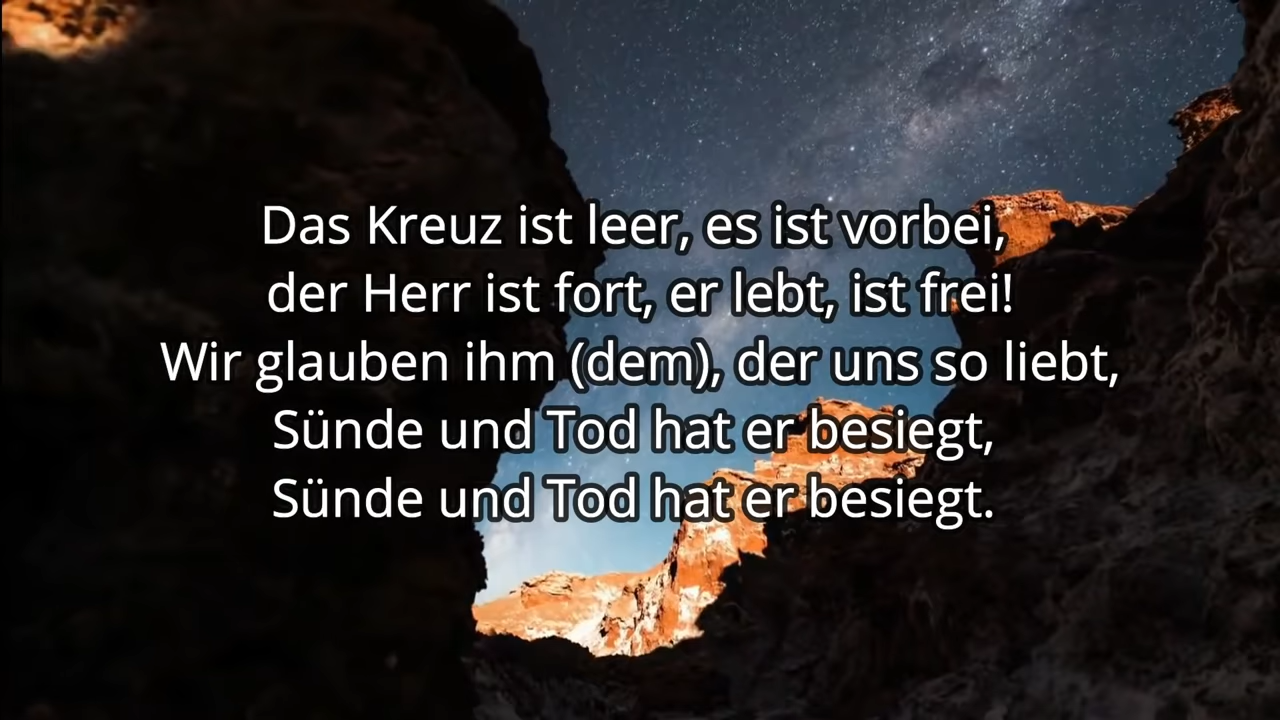 Das Kreuz ist leer, es ist vorbei,
der Herr ist fort, er lebt, ist frei!
Wir glauben ihm (dem), der uns so liebt,
Sünde und Tod hat er besiegt,
Sünde und Tod hat er besiegt.